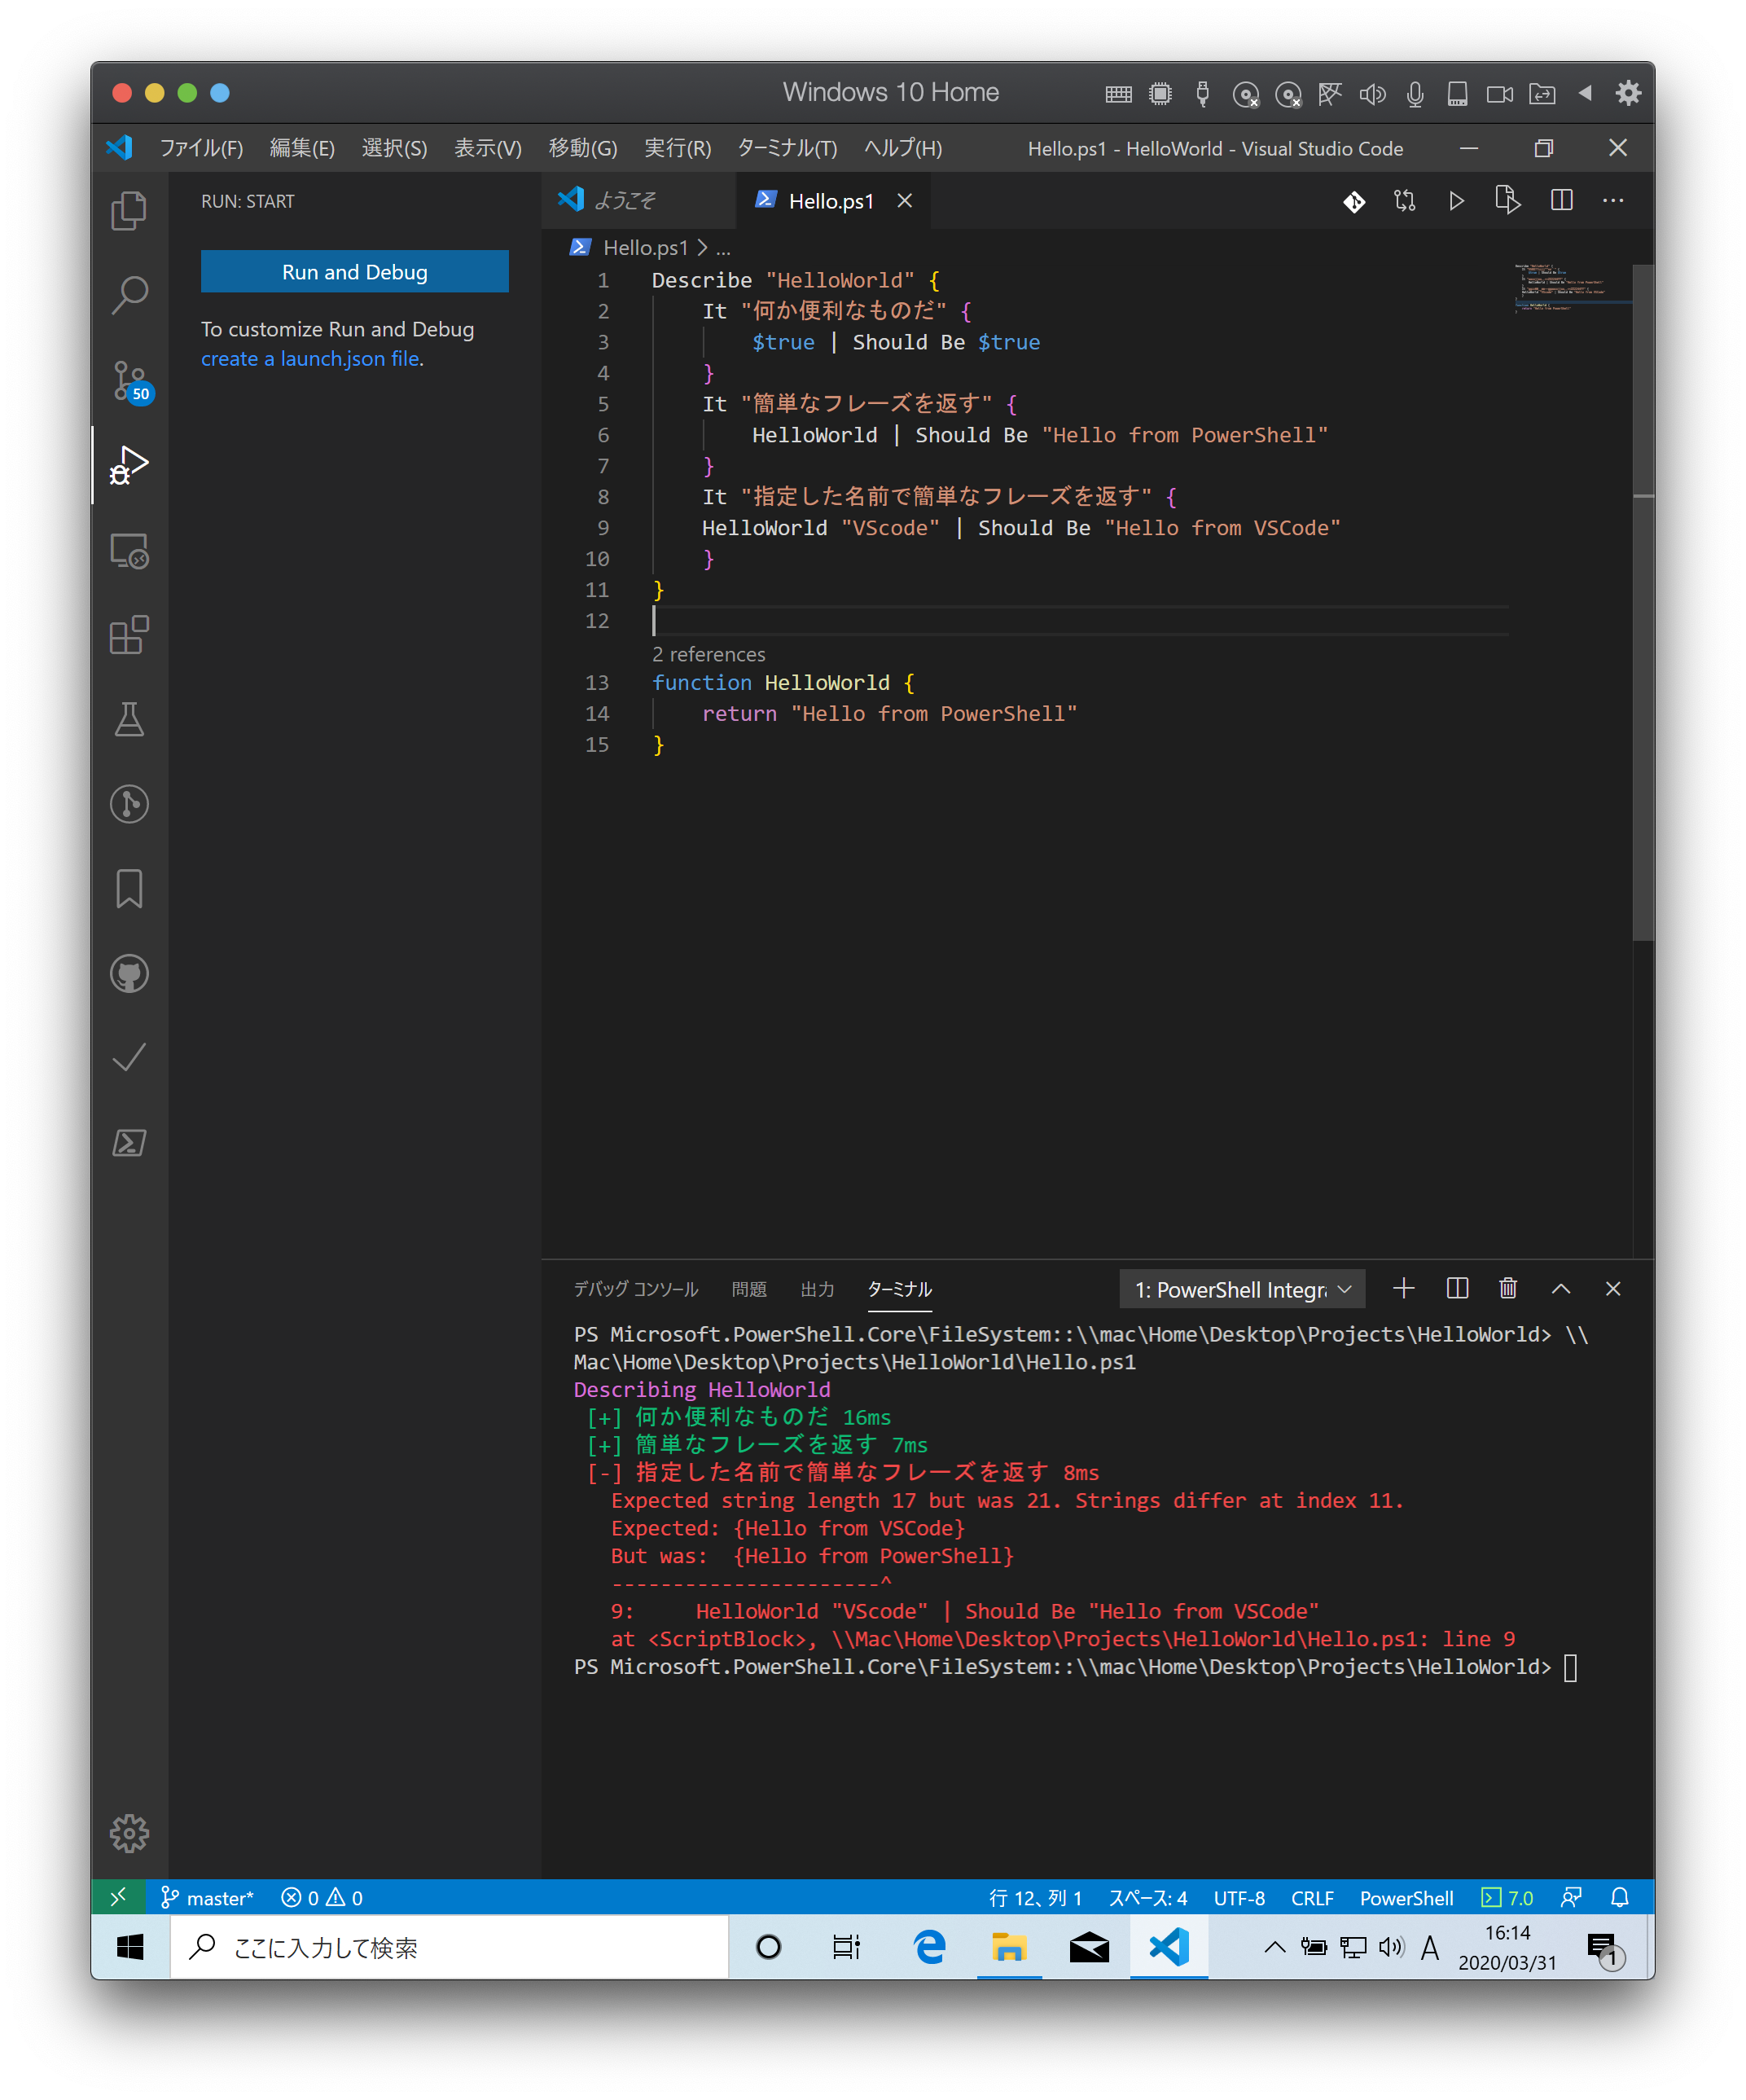 Windows 10 Home
ファイル(F) 編集(E) 選択(S) 表示(V) 移動(G) 実行(R) ターミナル(T) ヘルプ(H) Hello.ps1 - HelloWorld - Visual Studio Code
RUN: START
Run and Debug
To customize Run and Debug
create a launch.json file.
50
ようこそ Hello.ps1
Hello.ps1 > ...
1 Describe "HelloWorld" {
2 It "何か便利なものだ" {
3 $true | Should Be $true
4 }
5 It "簡単なフレーズを返す" {
6 HelloWorld | Should Be "Hello from PowerShell"
7 }
8 It "指定した名前で簡単なフレーズを返す" {
9 HelloWorld "VScode" | Should Be "Hello from VSCode"
10 }
11 }
12
2 references
13 function HelloWorld {
14 return "Hello from PowerShell"
15 }
デバッグ コンソール 問題 出力 ターミナル 1: PowerShell Integra
PS Microsoft.PowerShell.Core\FileSystem::\\mac\Home\Desktop\Projects\HelloWorld> \\
Mac\Home\Desktop\Projects\HelloWorld\Hello.ps1
Describing HelloWorld
[+] 何か便利なものだ 16ms
[+] 簡単なフレーズを返す 7ms
[-] 指定した名前で簡単なフレーズを返す 8ms
Expected string length 17 but was 21. Strings differ at index 11.
Expected: {Hello from VSCode}
But was:  {Hello from PowerShell}
----------------------^
9: HelloWorld "VScode" | Should Be "Hello from VSCode"
at <ScriptBlock>, \\Mac\Home\Desktop\Projects\HelloWorld\Hello.ps1: line 9
PS Microsoft.PowerShell.Core\FileSystem::\\mac\Home\Desktop\Projects\HelloWorld>
master* 0 0 行 12、列 1 スペース: 4 UTF-8 CRLF PowerShell 7.0
ここに入力して検索 A 16:14
2020/03/31
1